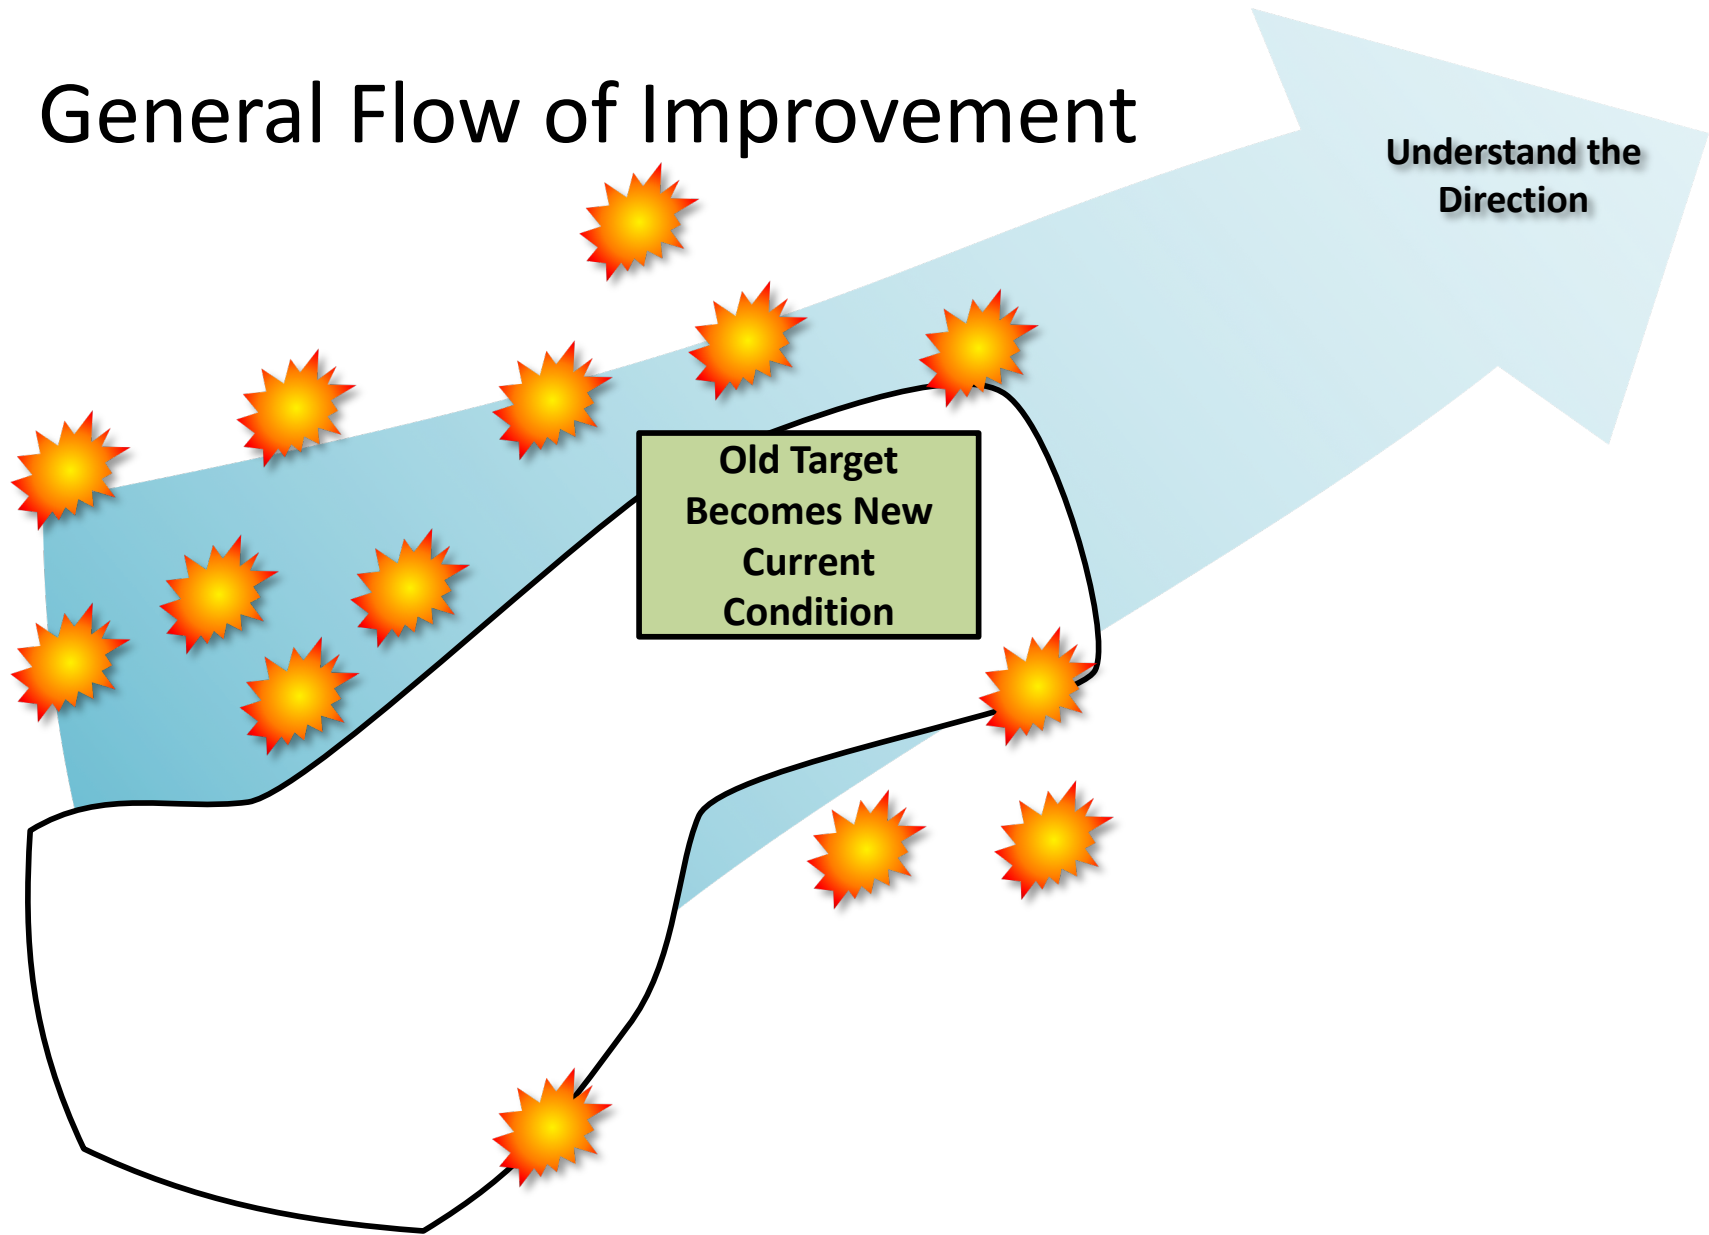 General Flow of Improvement
Understand the
Direction
Old Target
Becomes New
Current
Condition